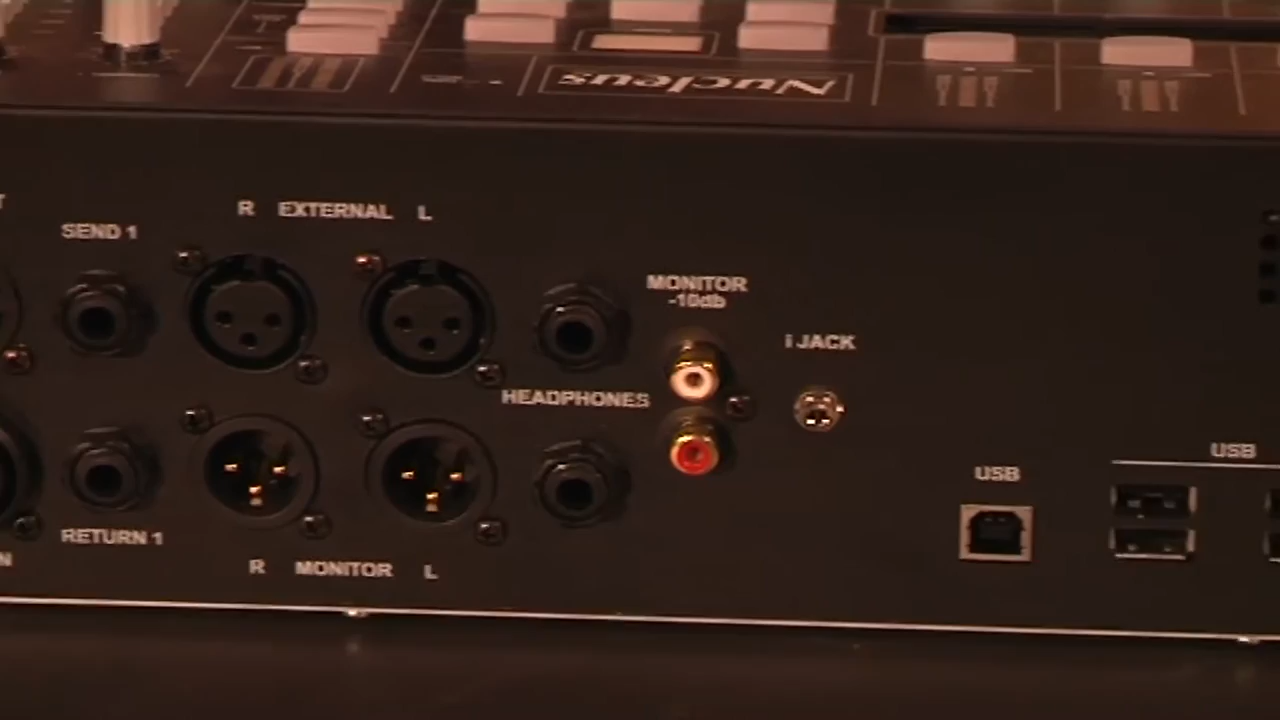 Nucleus
R EXTERNAL L
SEND 1
MONITOR
-10db
i JACK
HEADPHONES
USB
USB
RETURN 1
R MONITOR L